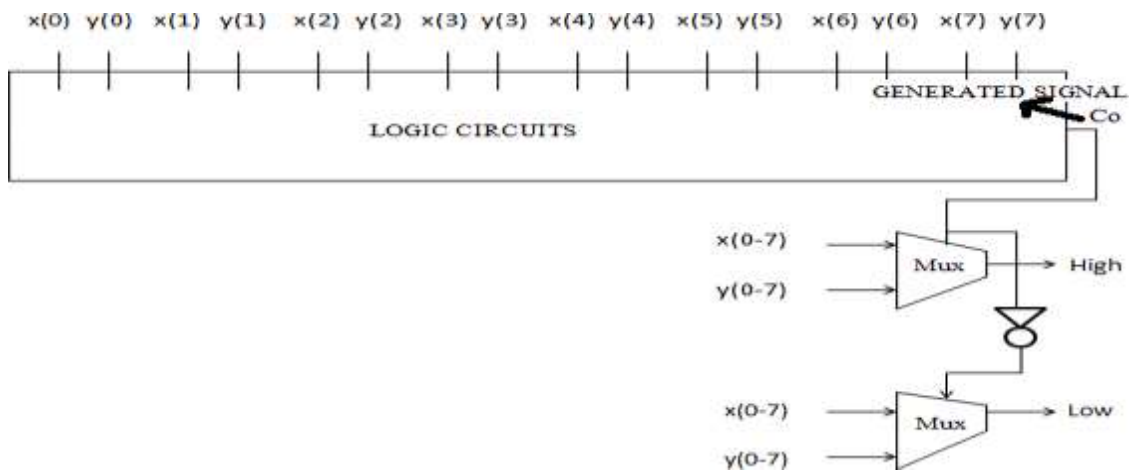 x(0) y(0) x(1) y(1) x(2) y(2) x(3) y(3) x(4) y(4) x(5) y(5) x(6) y(6) x(7) y(7)
GENERATED SIGNAL
Co
LOGIC CIRCUITS
x(0-7)
Mux
High
y(0-7)
x(0-7)
Mux
Low
y(0-7)